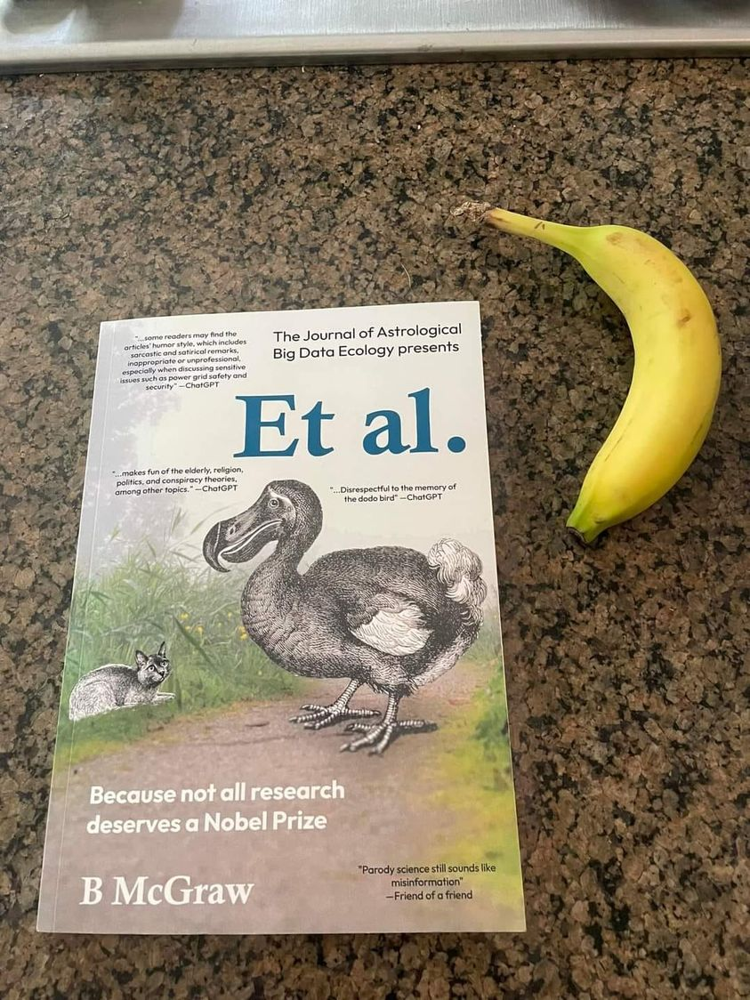 "...some readers may find the
articles' humor style, which includes
sarcastic and satirical remarks,
inappropriate or unprofessional,
especially when discussing sensitive
issues such as power grid safety and
security" —ChatGPT
The Journal of Astrological
Big Data Ecology presents
Et al.
"...makes fun of the elderly, religion,
politics, and conspiracy theories,
among other topics." —ChatGPT
"...Disrespectful to the memory of
the dodo bird" —ChatGPT
Because not all research
deserves a Nobel Prize
B McGraw
"Parody science still sounds like
misinformation"
—Friend of a friend